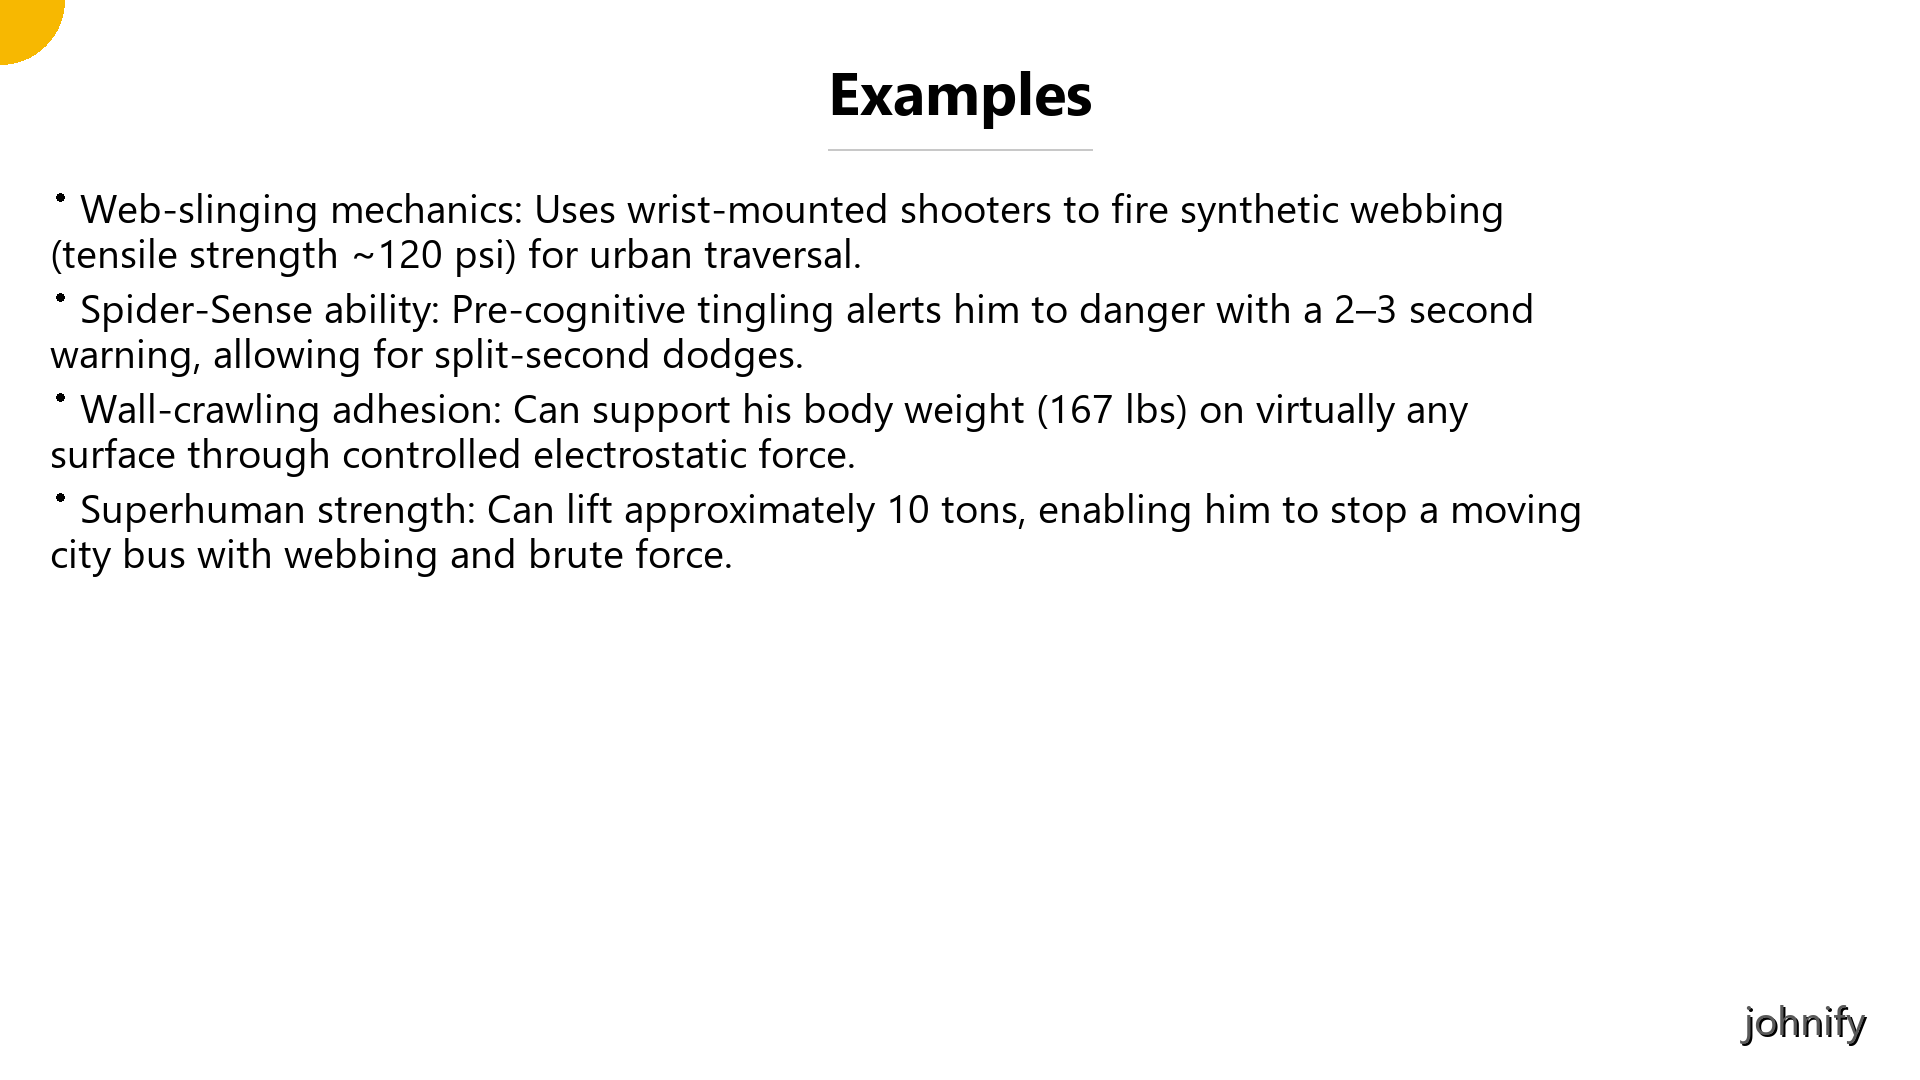 Examples
• Web-slinging mechanics: Uses wrist-mounted shooters to fire synthetic webbing
(tensile strength ~120 psi) for urban traversal.
• Spider-Sense ability: Pre-cognitive tingling alerts him to danger with a 2–3 second
warning, allowing for split-second dodges.
• Wall-crawling adhesion: Can support his body weight (167 lbs) on virtually any
surface through controlled electrostatic force.
• Superhuman strength: Can lift approximately 10 tons, enabling him to stop a moving
city bus with webbing and brute force.
johnify